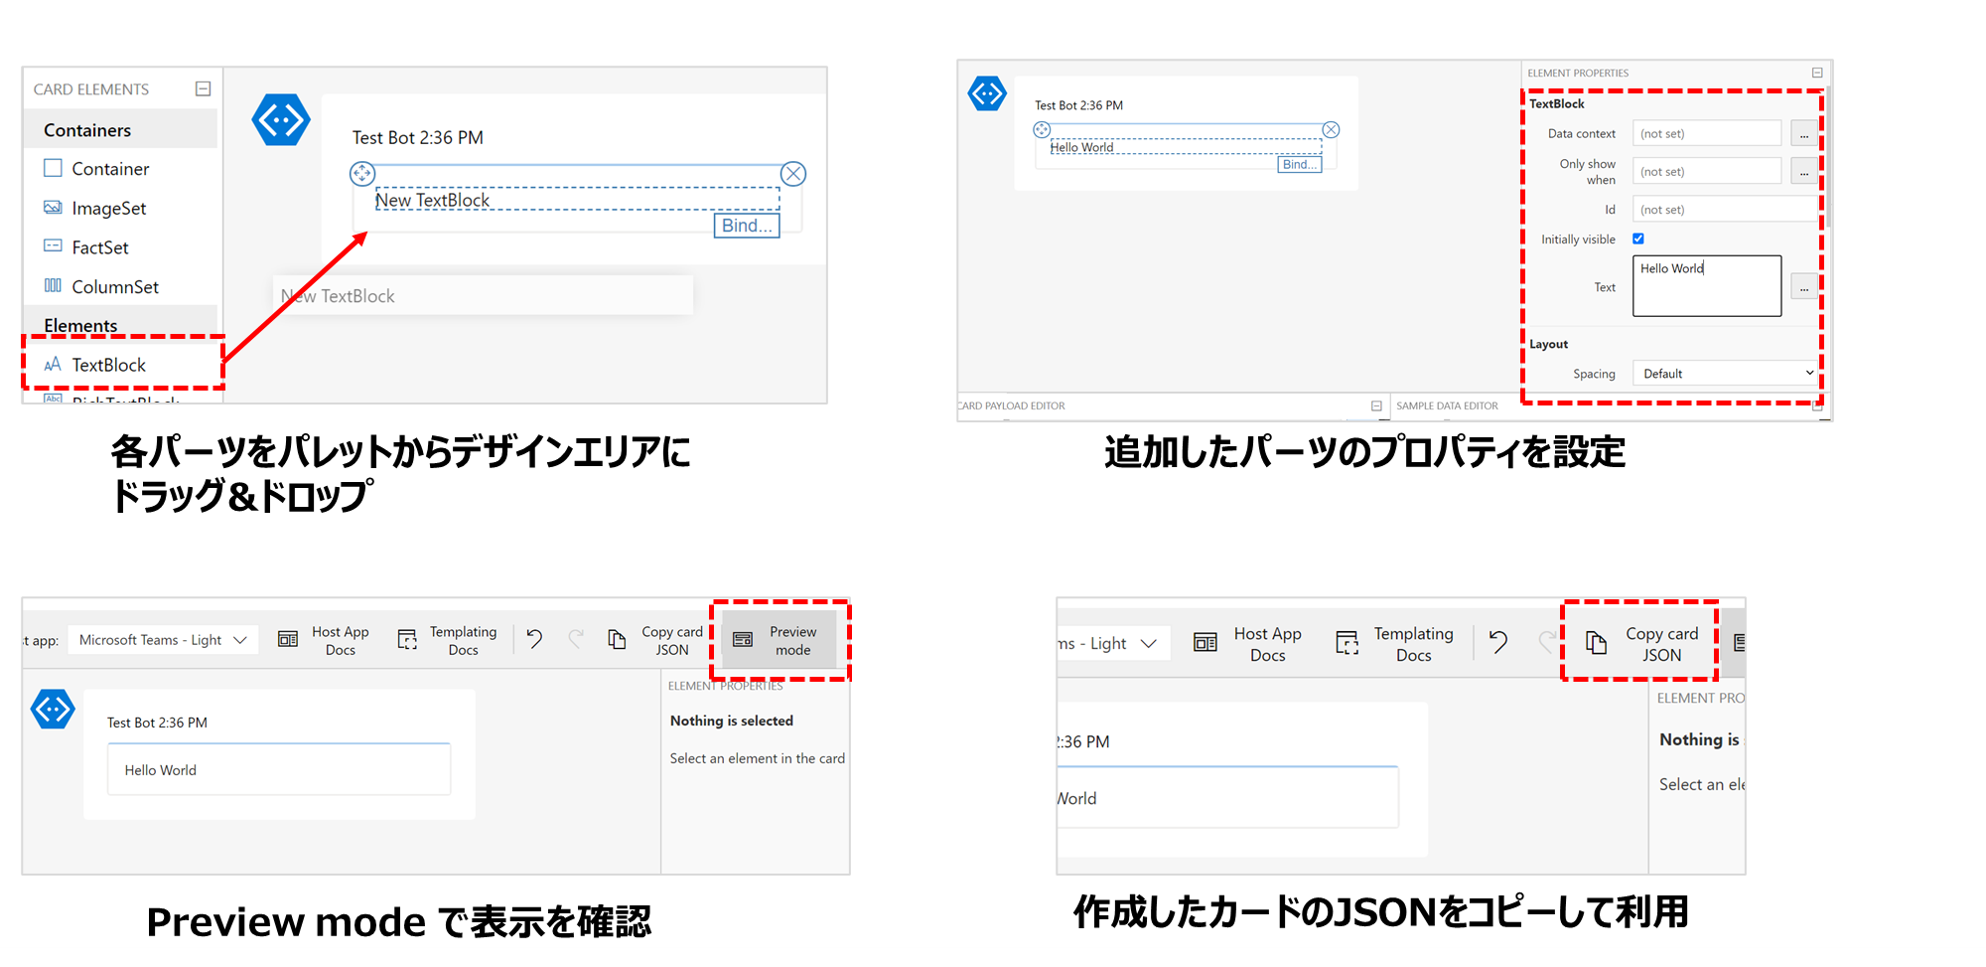 CARD ELEMENTS
Containers
Container
ImageSet
FactSet
ColumnSet
Elements
TextBlock
RichTextBlock
Test Bot 2:36 PM
New TextBlock
Bind...
New TextBlock
各パーツをパレットからデザインエリアに
ドラッグ&ドロップ
Test Bot 2:36 PM
Hello World
Bind...
ELEMENT PROPERTIES
TextBlock
Data context (not set) ...
Only show
when (not set) ...
Id (not set)
Initially visible
Text Hello World ...
Layout
Spacing Default
CARD PAYLOAD EDITOR
SAMPLE DATA EDITOR
追加したパーツのプロパティを設定
t app: Microsoft Teams - Light
Host App
Docs
Templating
Docs
Copy card
JSON
Preview
mode
Test Bot 2:36 PM
Hello World
ELEMENT PROPERTIES
Nothing is selected
Select an element in the card
Preview mode で表示を確認
ms - Light
Host App
Docs
Templating
Docs
Copy card
JSON
2:36 PM
World
ELEMENT PRO
Nothing is
Select an ele
作成したカードのJSONをコピーして利用